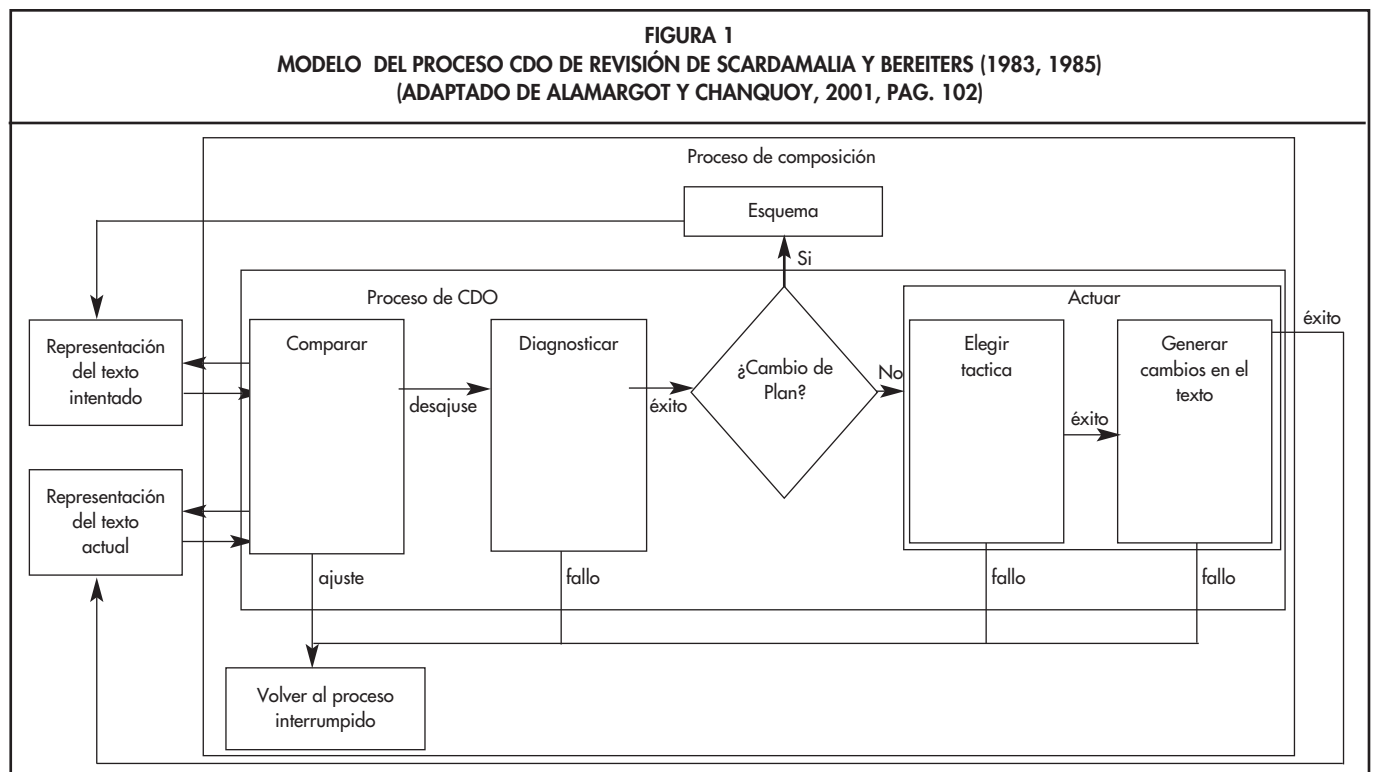 FIGURA 1
MODELO DEL PROCESO CDO DE REVISIÓN DE SCARDAMALIA Y BEREITERS (1983, 1985)
(ADAPTADO DE ALAMARGOT Y CHANQUOY, 2001, PAG. 102)
Proceso de composición
Esquema
Si
Proceso de CDO
Actuar
éxito
Representación
del texto
intentado
Comparar
desajuse
Diagnosticar
éxito
¿Cambio de
Plan?
No
Elegir
tactica
éxito
Generar
cambios en el
texto
Representación
del texto
actual
ajuste
fallo
fallo
fallo
Volver al proceso
interrumpido